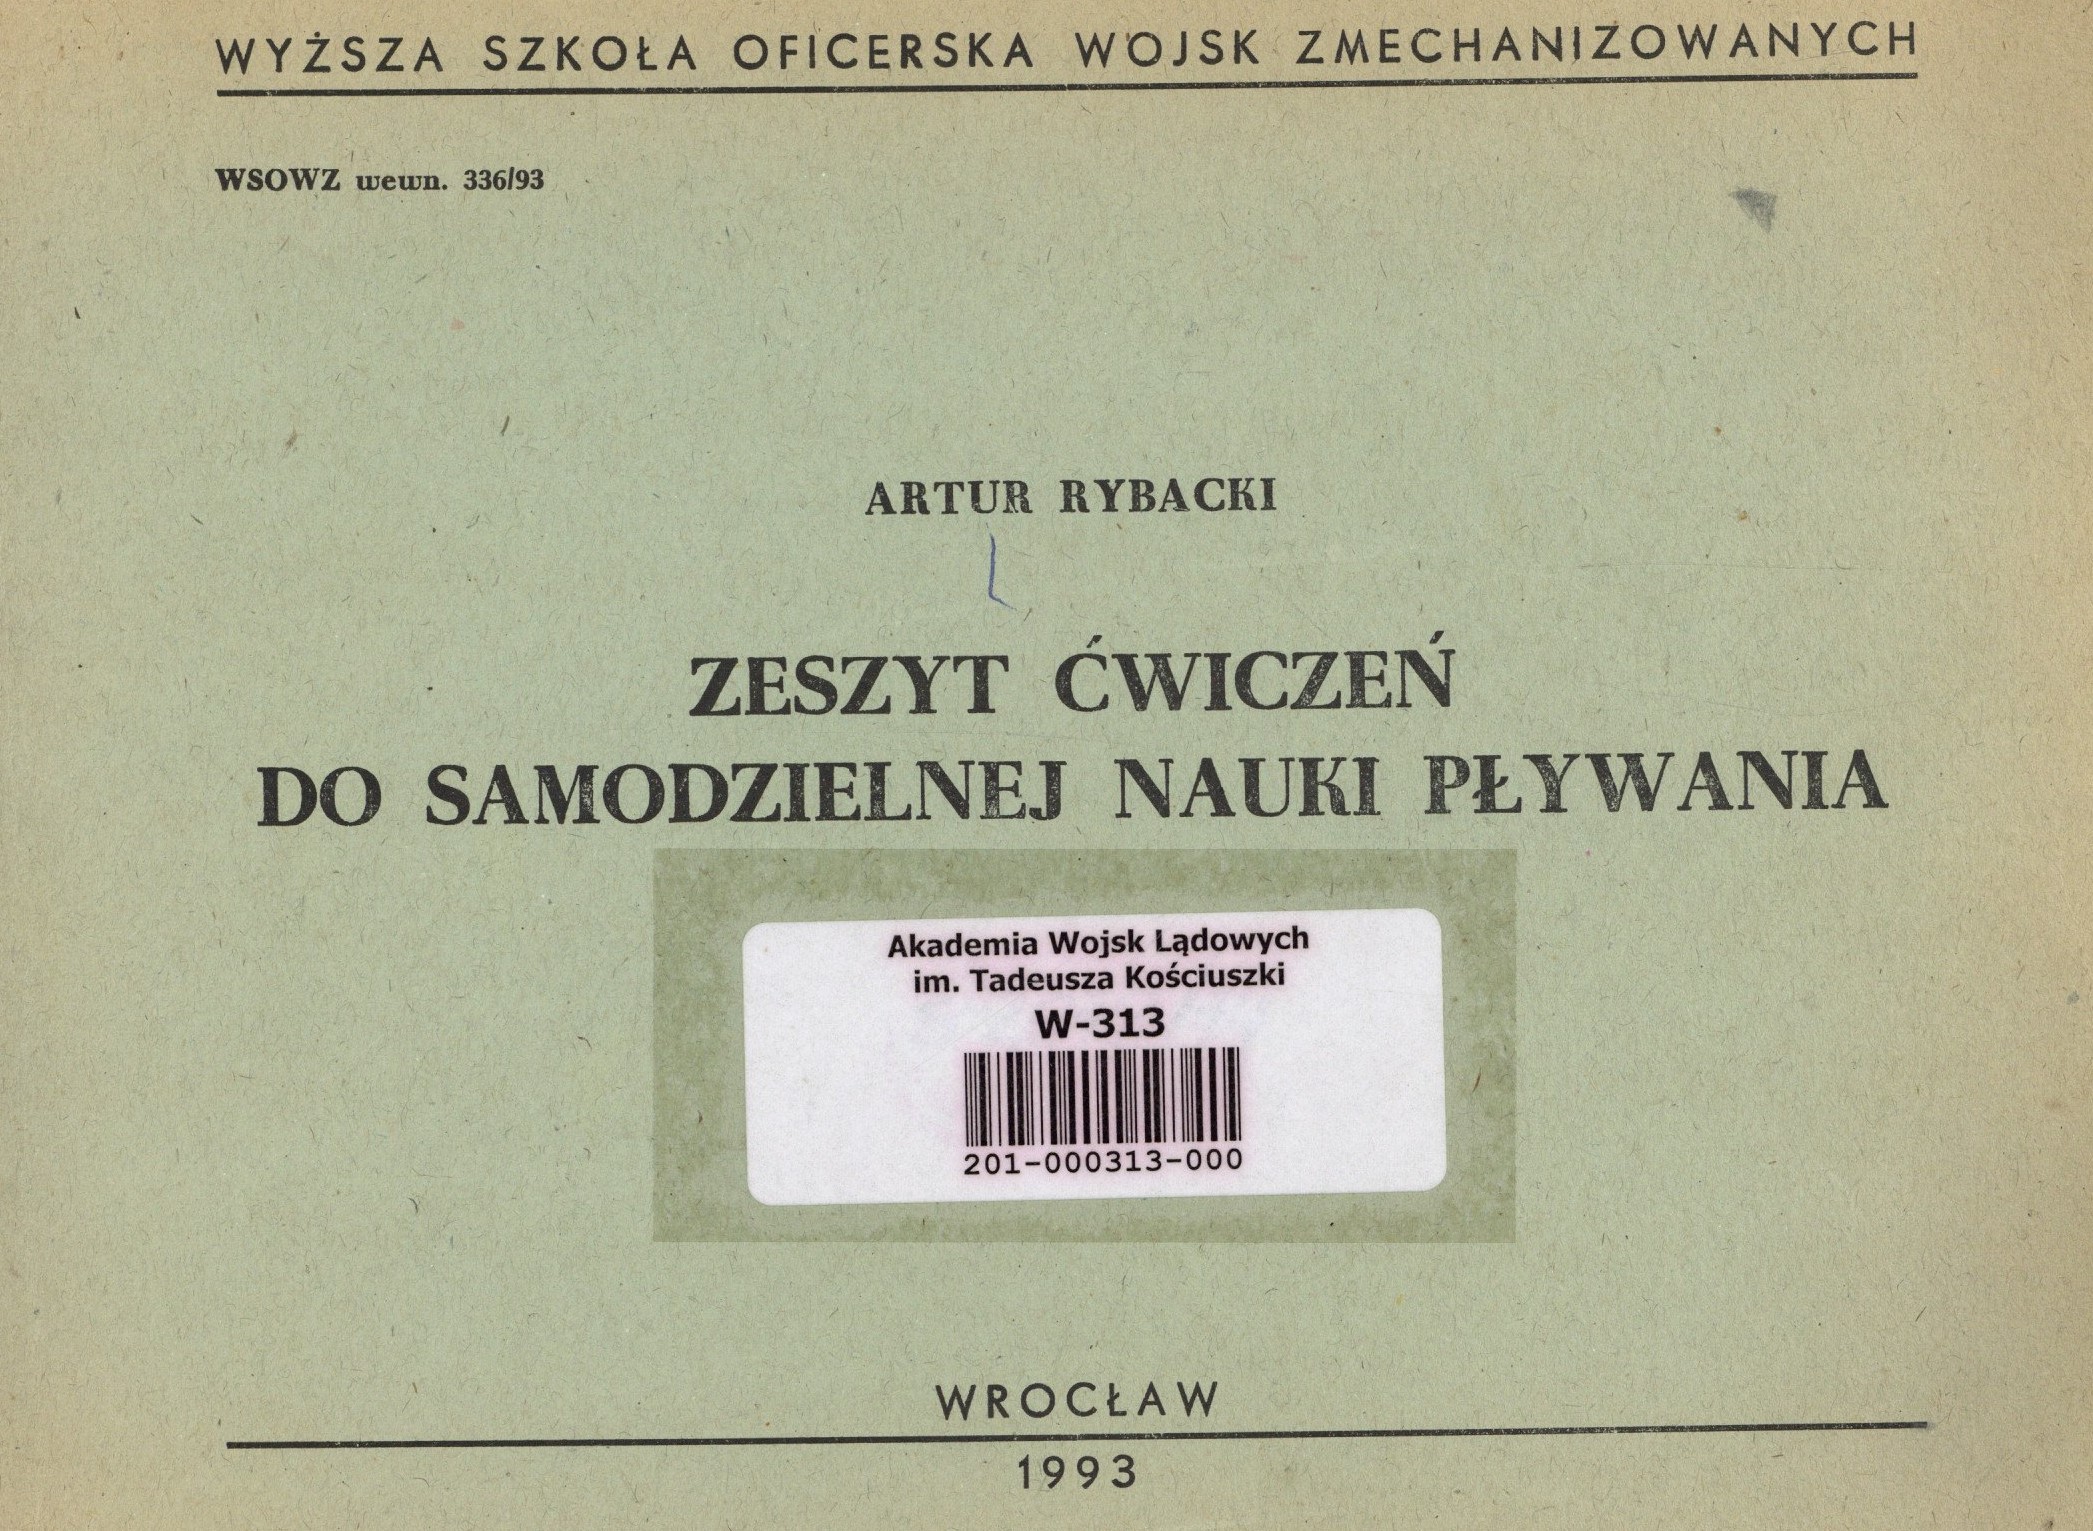 WYŻSZA SZKOŁA OFICERSKA WOJSK ZMECHANIZOWANYCH
WSOWZ wewn. 336/93
ARTUR RYBACKI
ZESZYT ĆWICZEŃ
DO SAMODZIELNEJ NAUKI PŁYWANIA
Akademia Wojsk Lądowych
im. Tadeusza Kościuszki
W-313
201-000313-000
WROCŁAW
1993